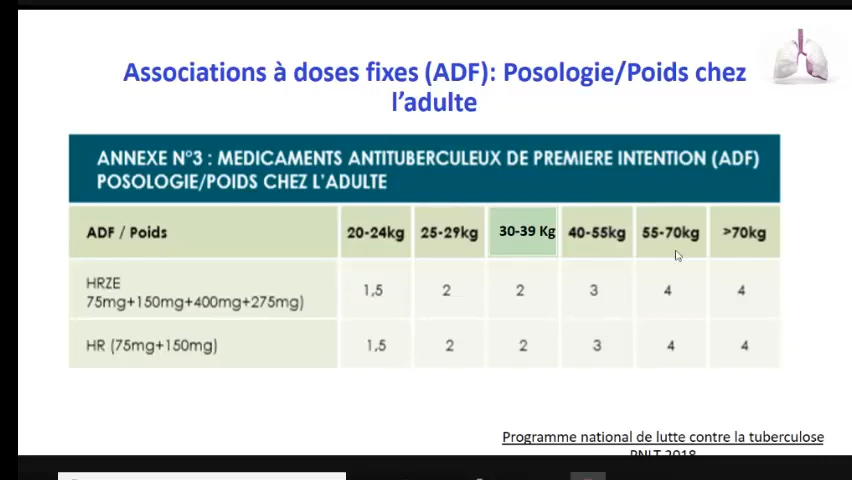 Associations à doses fixes (ADF): Posologie/Poids chez
l'adulte
ANNEXE N°3 : MEDICAMENTS ANTITUBERCULEUX DE PREMIERE INTENTION (ADF)
POSOLOGIE/POIDS CHEZ L'ADULTE
ADF / Poids 20-24kg 25-29kg 30-39 Kg 40-55kg 55-70kg >70kg
HRZE
75mg+150mg+400mg+275mg) 1,5 2 2 3 4 4
HR (75mg+150mg) 1,5 2 2 3 4 4
Programme national de lutte contre la tuberculose
PNLT 2018